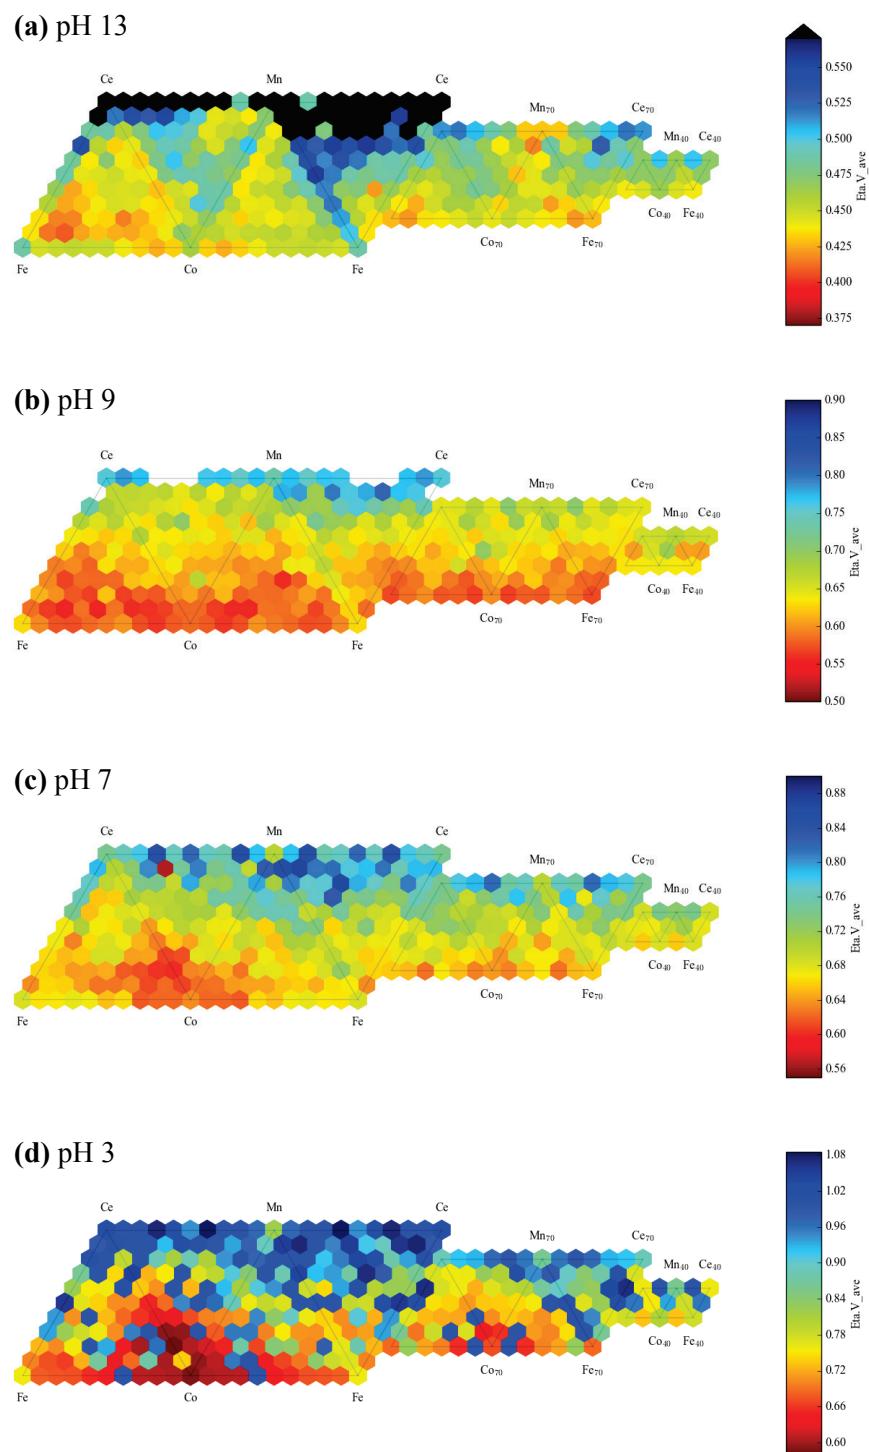 (a) pH 13
Ce Mn Ce
Mn70 Ce70
Mn40 Ce40
Co40 Fe40
Co70 Fe70
Fe Co Fe
0.550
0.525
0.500
0.475
0.450
0.425
0.400
0.375
Eta.V_ave
(b) pH 9
Ce Mn Ce
Mn70 Ce70
Mn40 Ce40
Co40 Fe40
Co70 Fe70
Fe Co Fe
0.90
0.85
0.80
0.75
0.70
0.65
0.60
0.55
0.50
Eta.V_ave
(c) pH 7
Ce Mn Ce
Mn70 Ce70
Mn40 Ce40
Co40 Fe40
Co70 Fe70
Fe Co Fe
0.88
0.84
0.80
0.76
0.72
0.68
0.64
0.60
0.56
Eta.V_ave
(d) pH 3
Ce Mn Ce
Mn70 Ce70
Mn40 Ce40
Co40 Fe40
Co70 Fe70
Fe Co Fe
1.08
1.02
0.96
0.90
0.84
0.78
0.72
0.66
0.60
Eta.V_ave